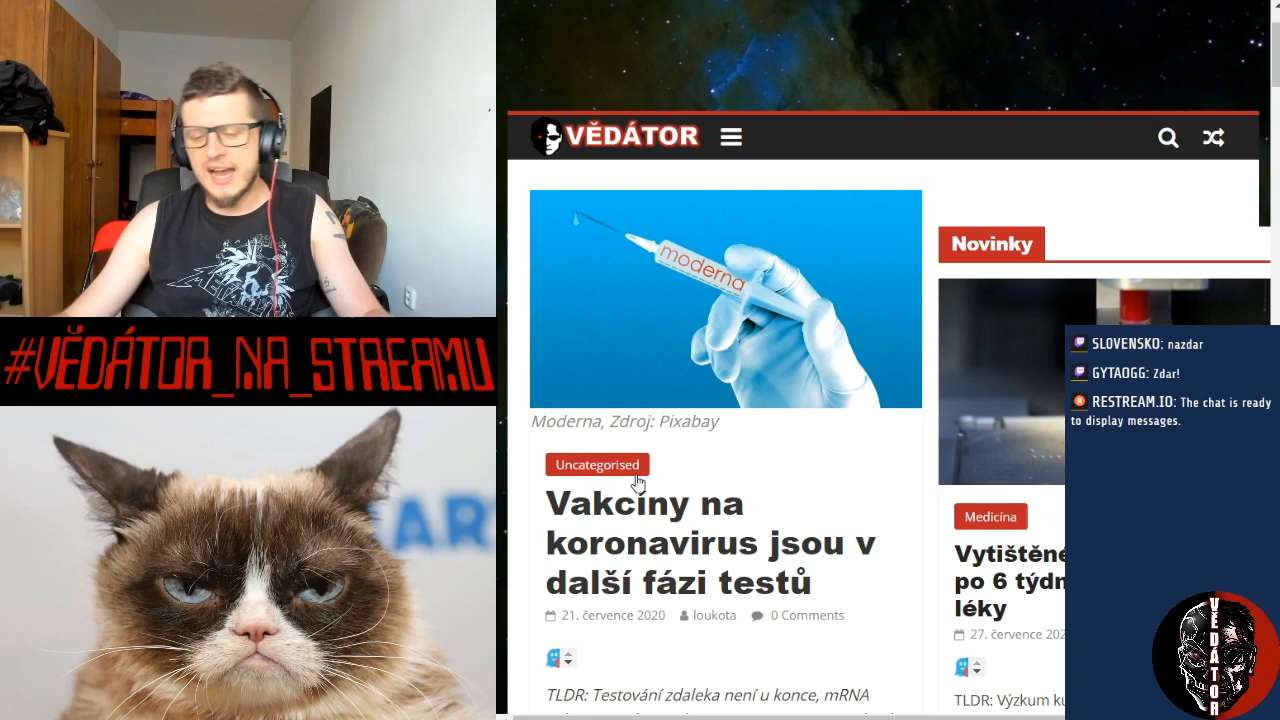 VĚDÁTOR
moderna
Novinky
Moderna, Zdroj: Pixabay
Uncategorised
Vakcíny na
koronavirus jsou v
další fázi testů
21. července 2020 loukota 0 Comments
TLDR: Testování zdaleka není u konce, mRNA
Medicína
Vytištěné
po 6 týdn
léky
27. července 202
TLDR: Výzkum ku
SLOVENSKO: nazdar
GYTAOGG: Zdar!
RESTREAM.IO: The chat is ready
to display messages.
#VĚDÁTOR_NA_STREAMU
VĚDÁTOR